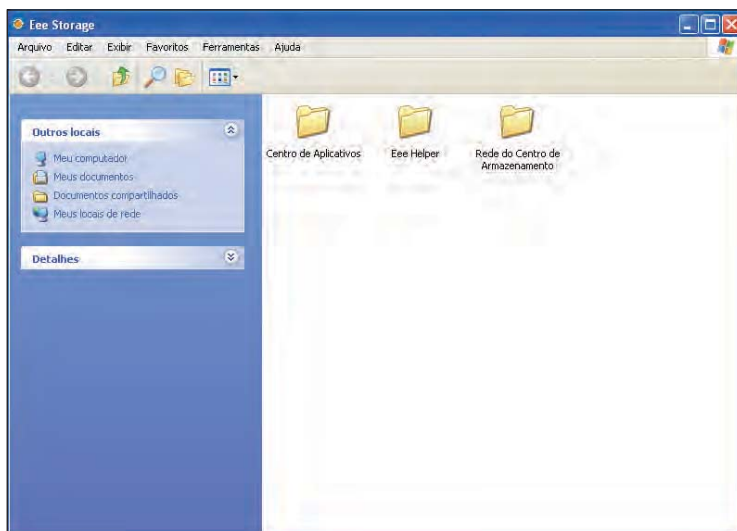 Eee Storage
Arquivo Editar Exibir Favoritos Ferramentas Ajuda
Outros locais
Meu computador
Meus documentos
Documentos compartilhados
Meus locais de rede
Detalhes
Centro de Aplicativos
Eee Helper
Rede do Centro de
Armazenamento